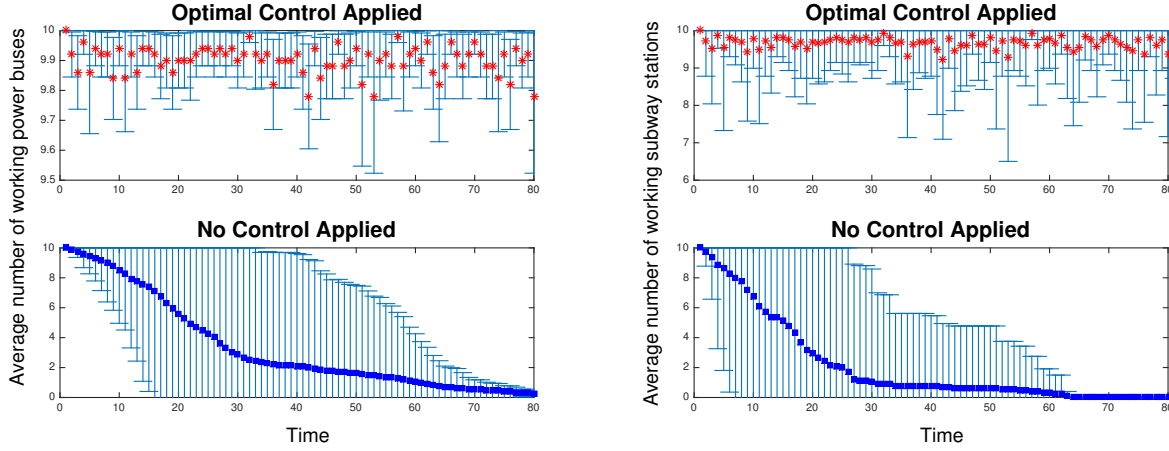 Optimal Control Applied
Average number of working power buses
10
9.9
9.8
9.7
9.6
9.5
0 10 20 30 40 50 60 70 80
No Control Applied
10
8
6
4
2
0
0 10 20 30 40 50 60 70 80
Time
Optimal Control Applied
Average number of working subway stations
10
9
8
7
6
0 10 20 30 40 50 60 70 80
No Control Applied
10
8
6
4
2
0
0 10 20 30 40 50 60 70 80
Time